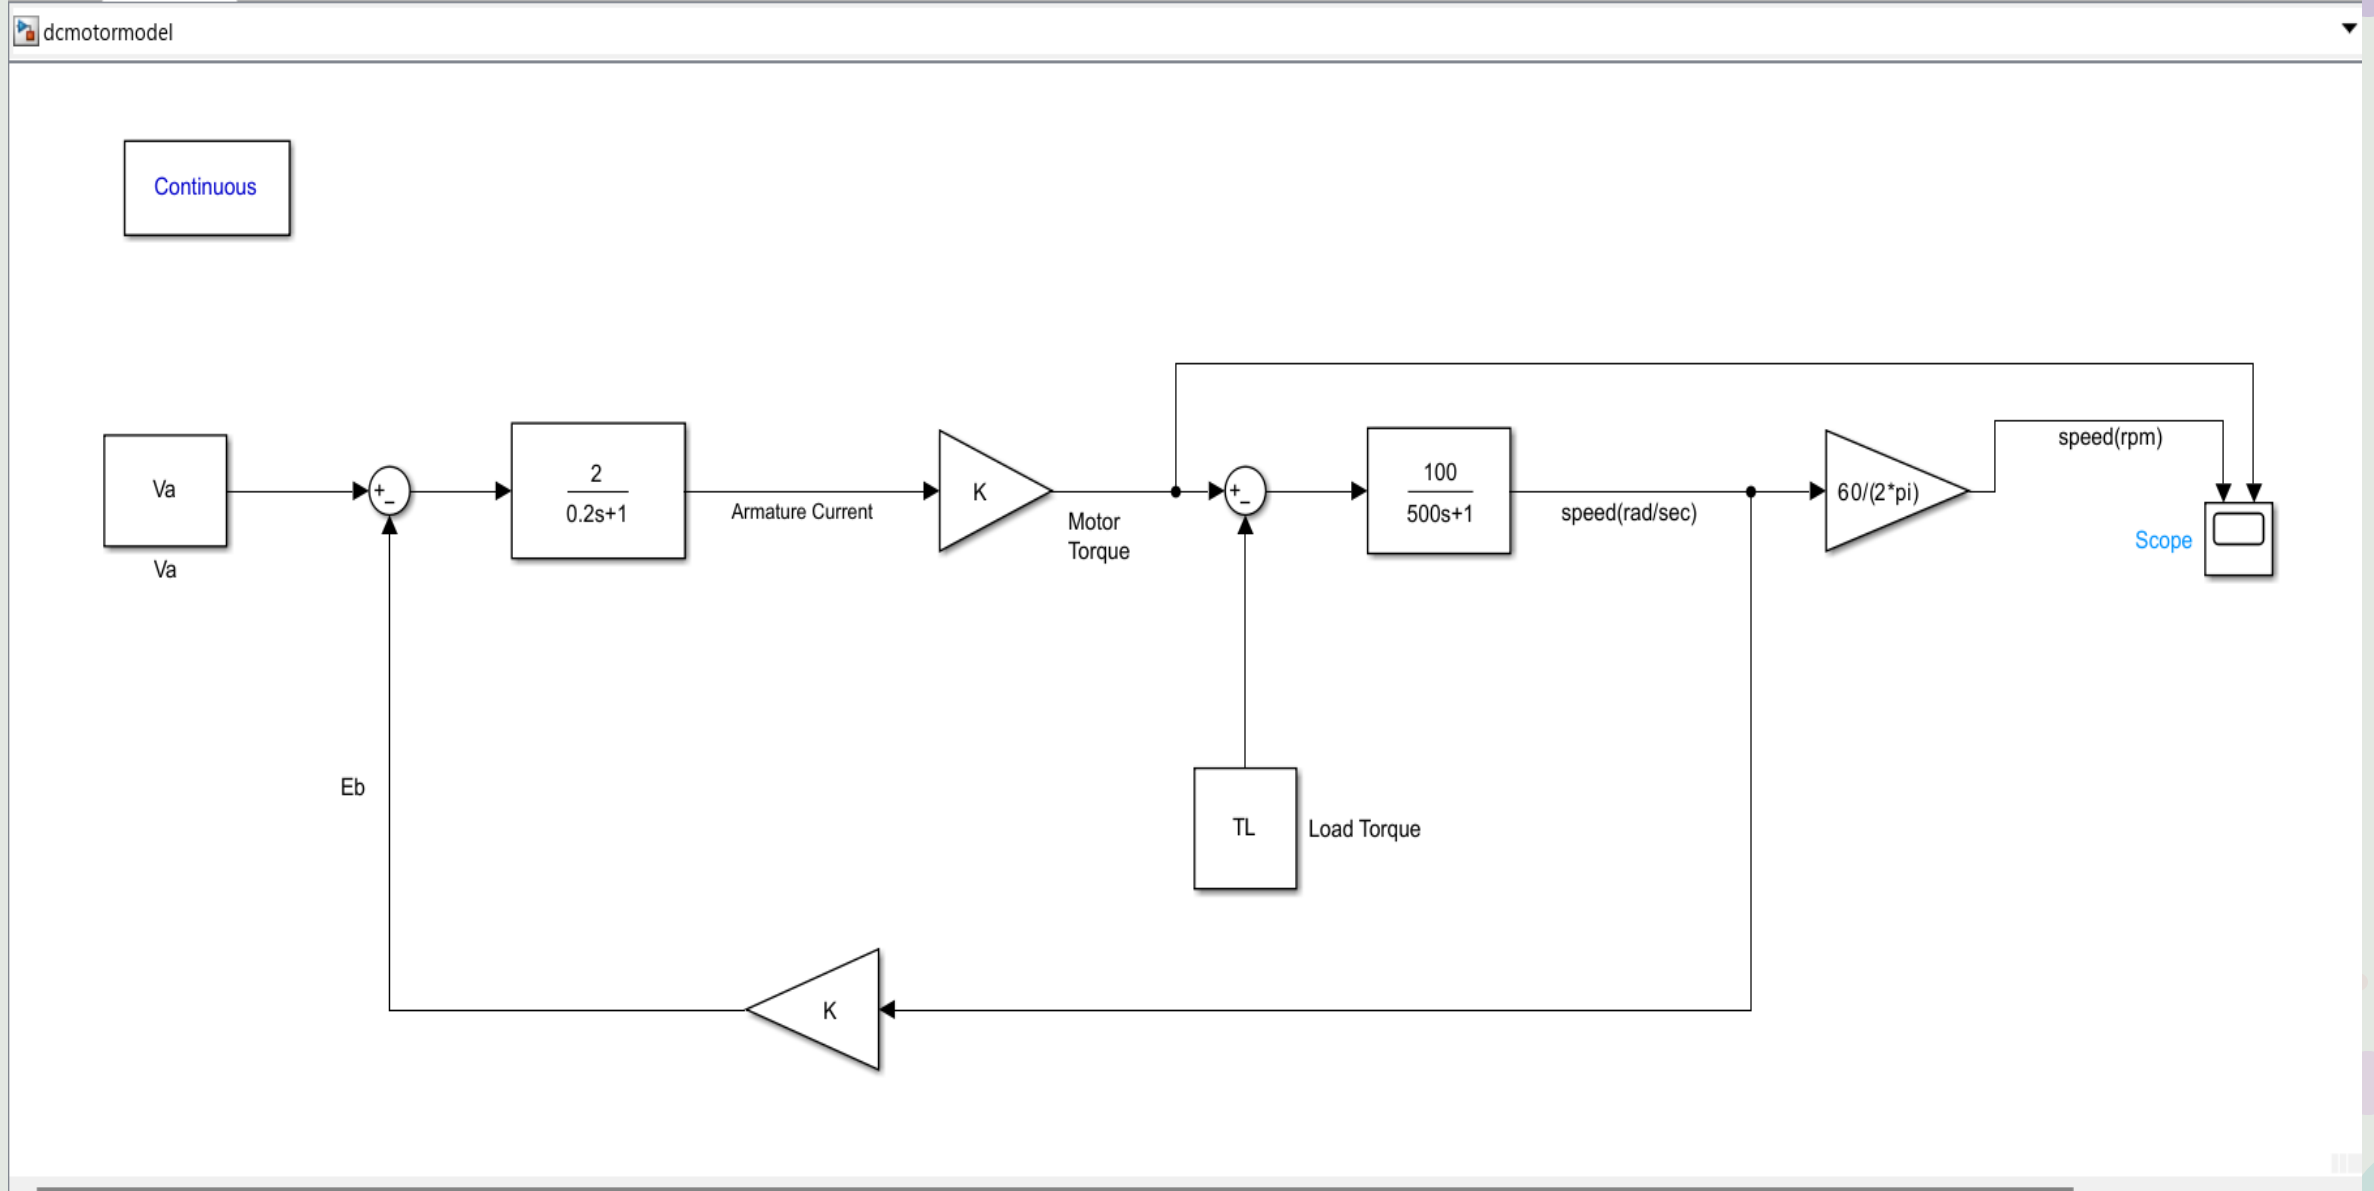 dcmotormodel
Continuous
Va
Va
+
_
2
0.2s+1
Armature Current
K
Motor
Torque
+
_
100
500s+1
speed(rad/sec)
60/(2*pi)
speed(rpm)
Scope
Eb
TL
Load Torque
K